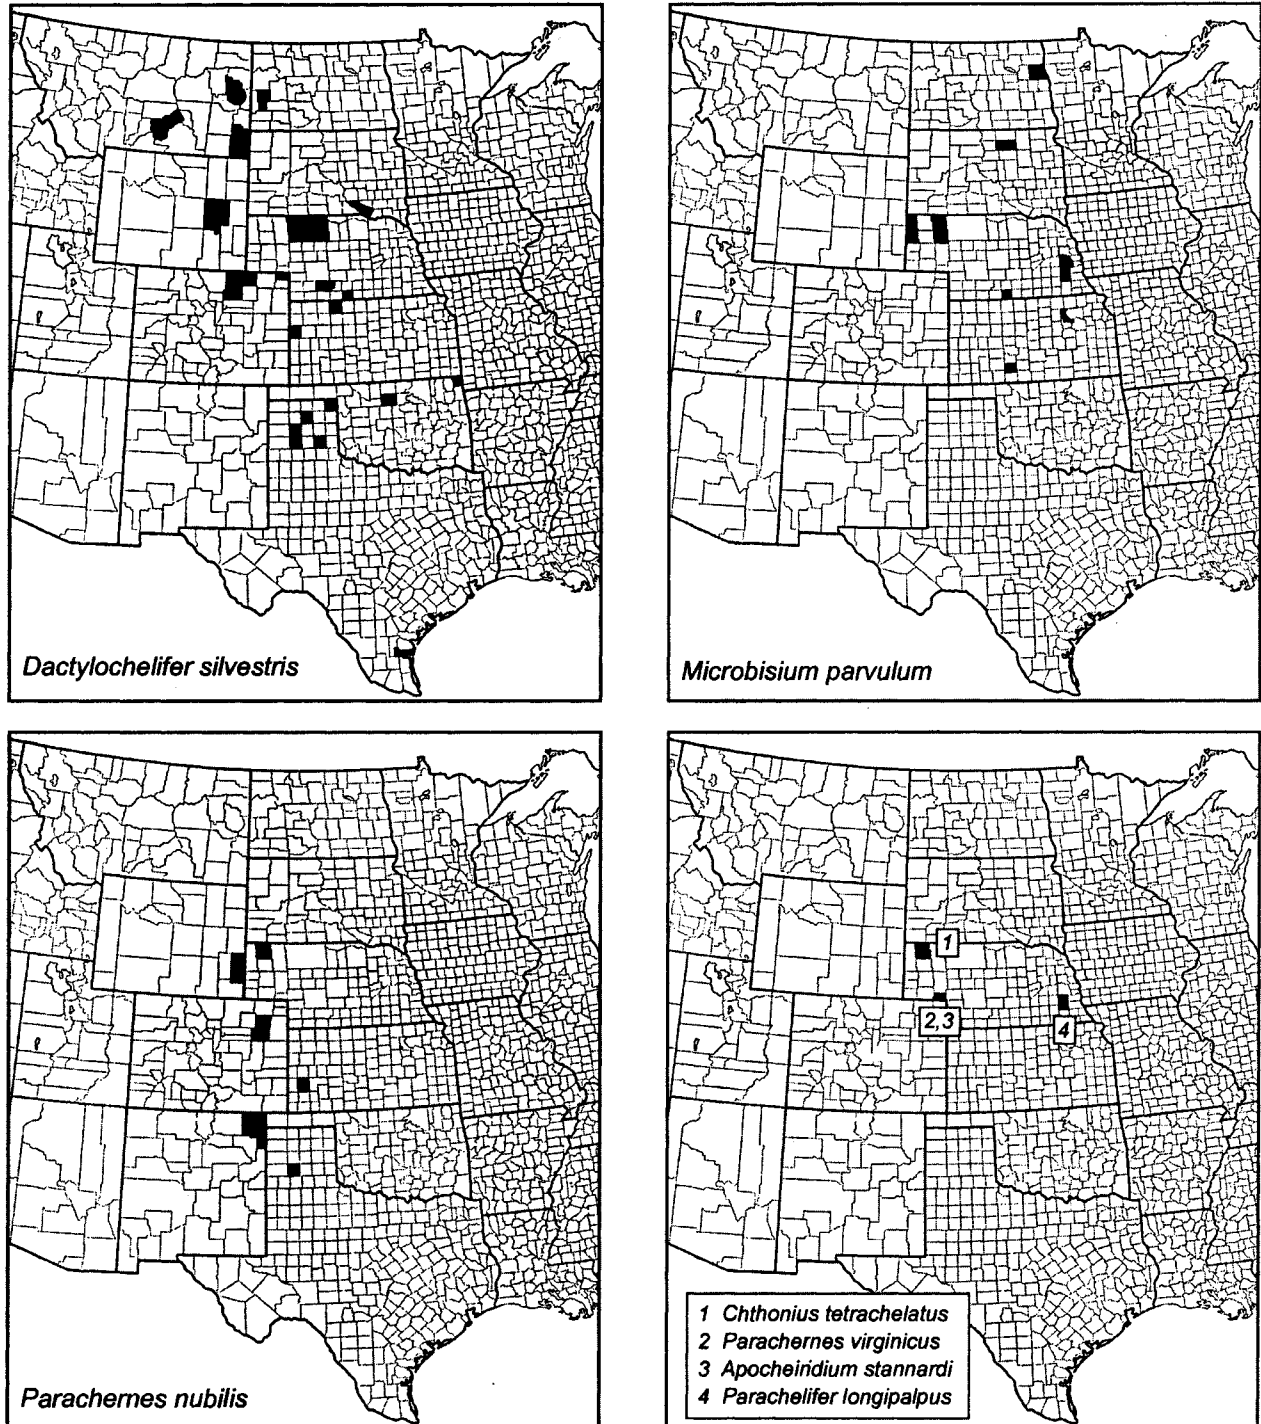 Dactylochelifer silvestris
Microbisium parvulum
Parachernes nubilis
1
2,3
4
1 Chthonius tetrachelatus
2 Parachernes virginicus
3 Apocheiridium stannardi
4 Parachelifer longipalpus